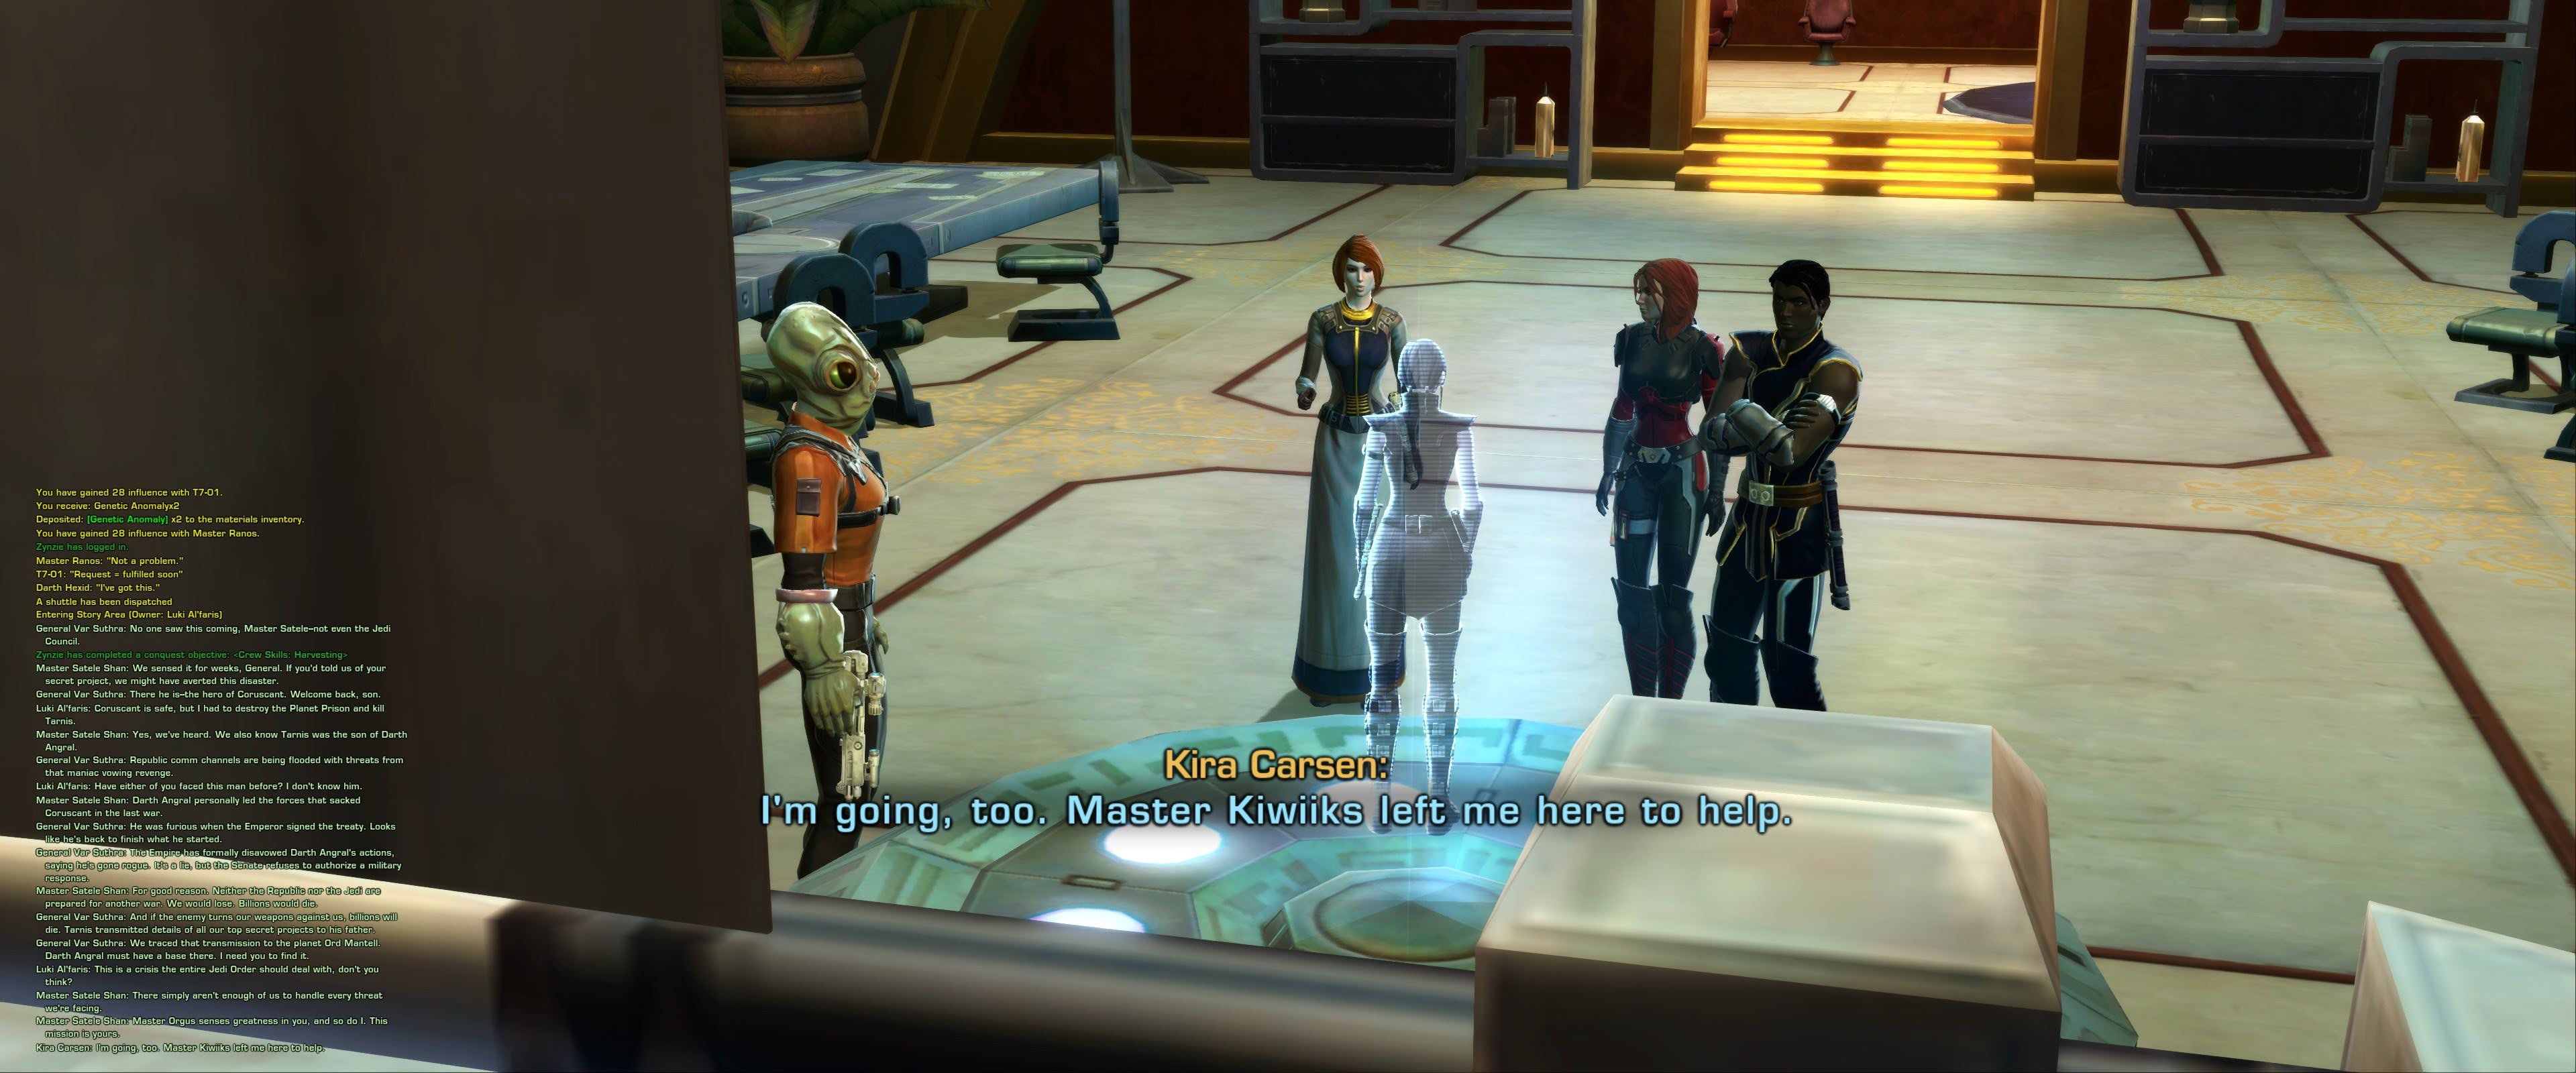 You have gained 28 influence with T7-01.
You receive: Genetic Anomalyx2
Deposited: [Genetic Anomaly] x2 to the materials inventory.
You have gained 28 influence with Master Ranos.
Zynzie has logged in.
Master Ranos: "Not a problem."
T7-01: "Request = fulfilled soon"
Darth Hexid: "I've got this."
A shuttle has been dispatched
Entering Story Area (Owner: Luki Al'faris)
General Var Suthra: No one saw this coming, Master Satele–not even the Jedi
Council.
Zynzie has completed a conquest objective: <Crew Skills: Harvesting>
Master Satele Shan: We sensed it for weeks, General. If you'd told us of your
secret project, we might have averted this disaster.
General Var Suthra: There he is–the hero of Coruscant. Welcome back, son.
Luki Al'faris: Coruscant is safe, but I had to destroy the Planet Prison and kill
Tarnis.
Master Satele Shan: Yes, we've heard. We also know Tarnis was the son of Darth
Angral.
General Var Suthra: Republic comm channels are being flooded with threats from
that maniac vowing revenge.
Luki Al'faris: Have either of you faced this man before? I don't know him.
Master Satele Shan: Darth Angral personally led the forces that sacked
Coruscant in the last war.
General Var Suthra: He was furious when the Emperor signed the treaty. Looks
like he's back to finish what he started.
General Var Suthra: The Empire has formally disavowed Darth Angral's actions,
saying he's gone rogue. It's a lie, but the Senate refuses to authorize a military
response.
Master Satele Shan: For good reason. Neither the Republic nor the Jedi are
prepared for another war. We would lose. Billions would die.
General Var Suthra: And if the enemy turns our weapons against us, billions will
die. Tarnis transmitted details of all our top secret projects to his father.
General Var Suthra: We traced that transmission to the planet Ord Mantell.
Darth Angral must have a base there. I need you to find it.
Luki Al'faris: This is a crisis the entire Jedi Order should deal with, don't you
think?
Master Satele Shan: There simply aren't enough of us to handle every threat
we're facing.
Master Satele Shan: Master Orgus senses greatness in you, and so do I. This
mission is yours.
Kira Carsen: I'm going, too. Master Kiwiiks left me here to help.
Kira Carsen:
I'm going, too. Master Kiwiiks left me here to help.